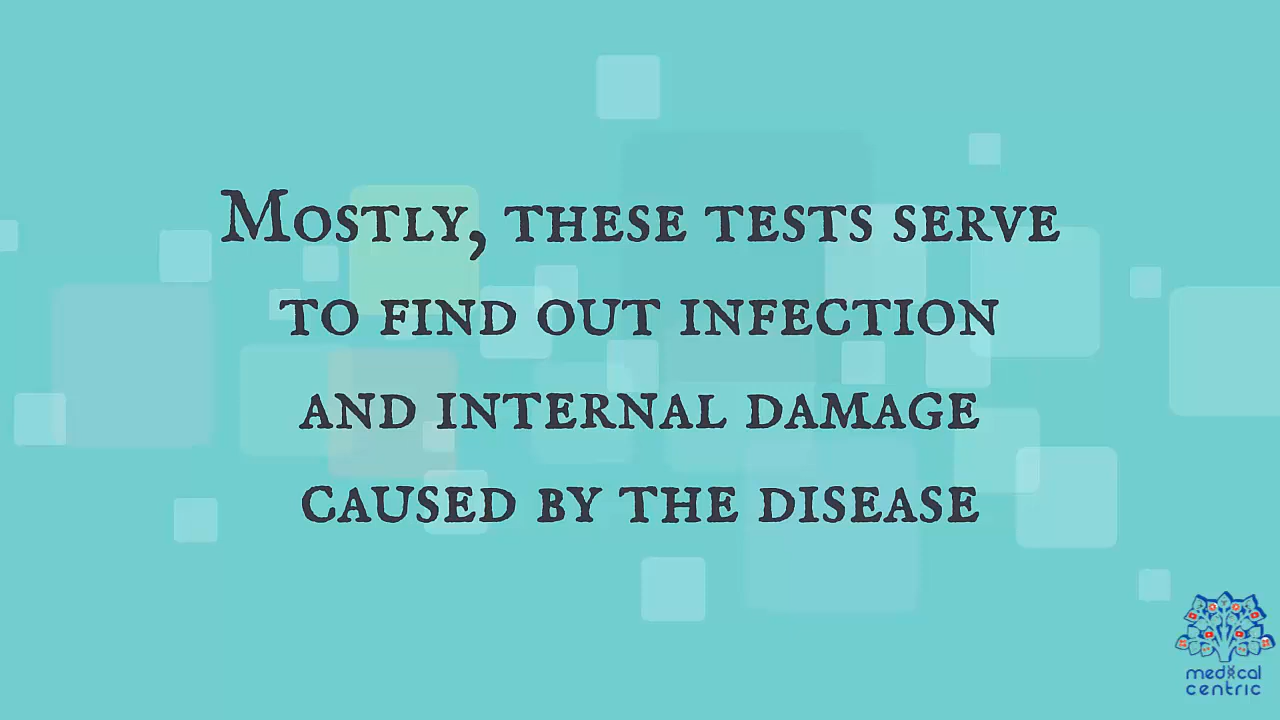 Mostly, these tests serve
to find out infection
and internal damage
caused by the disease
medical
centric